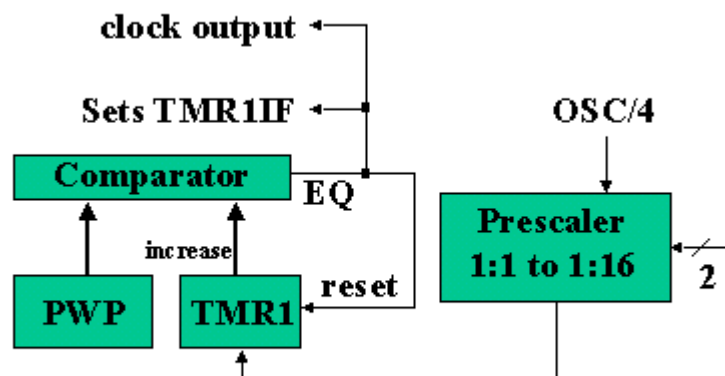 clock output
Sets TMR1IF
OSC/4
Comparator
EQ
Prescaler
1:1 to 1:16
increase
2
reset
PWP
TMR1